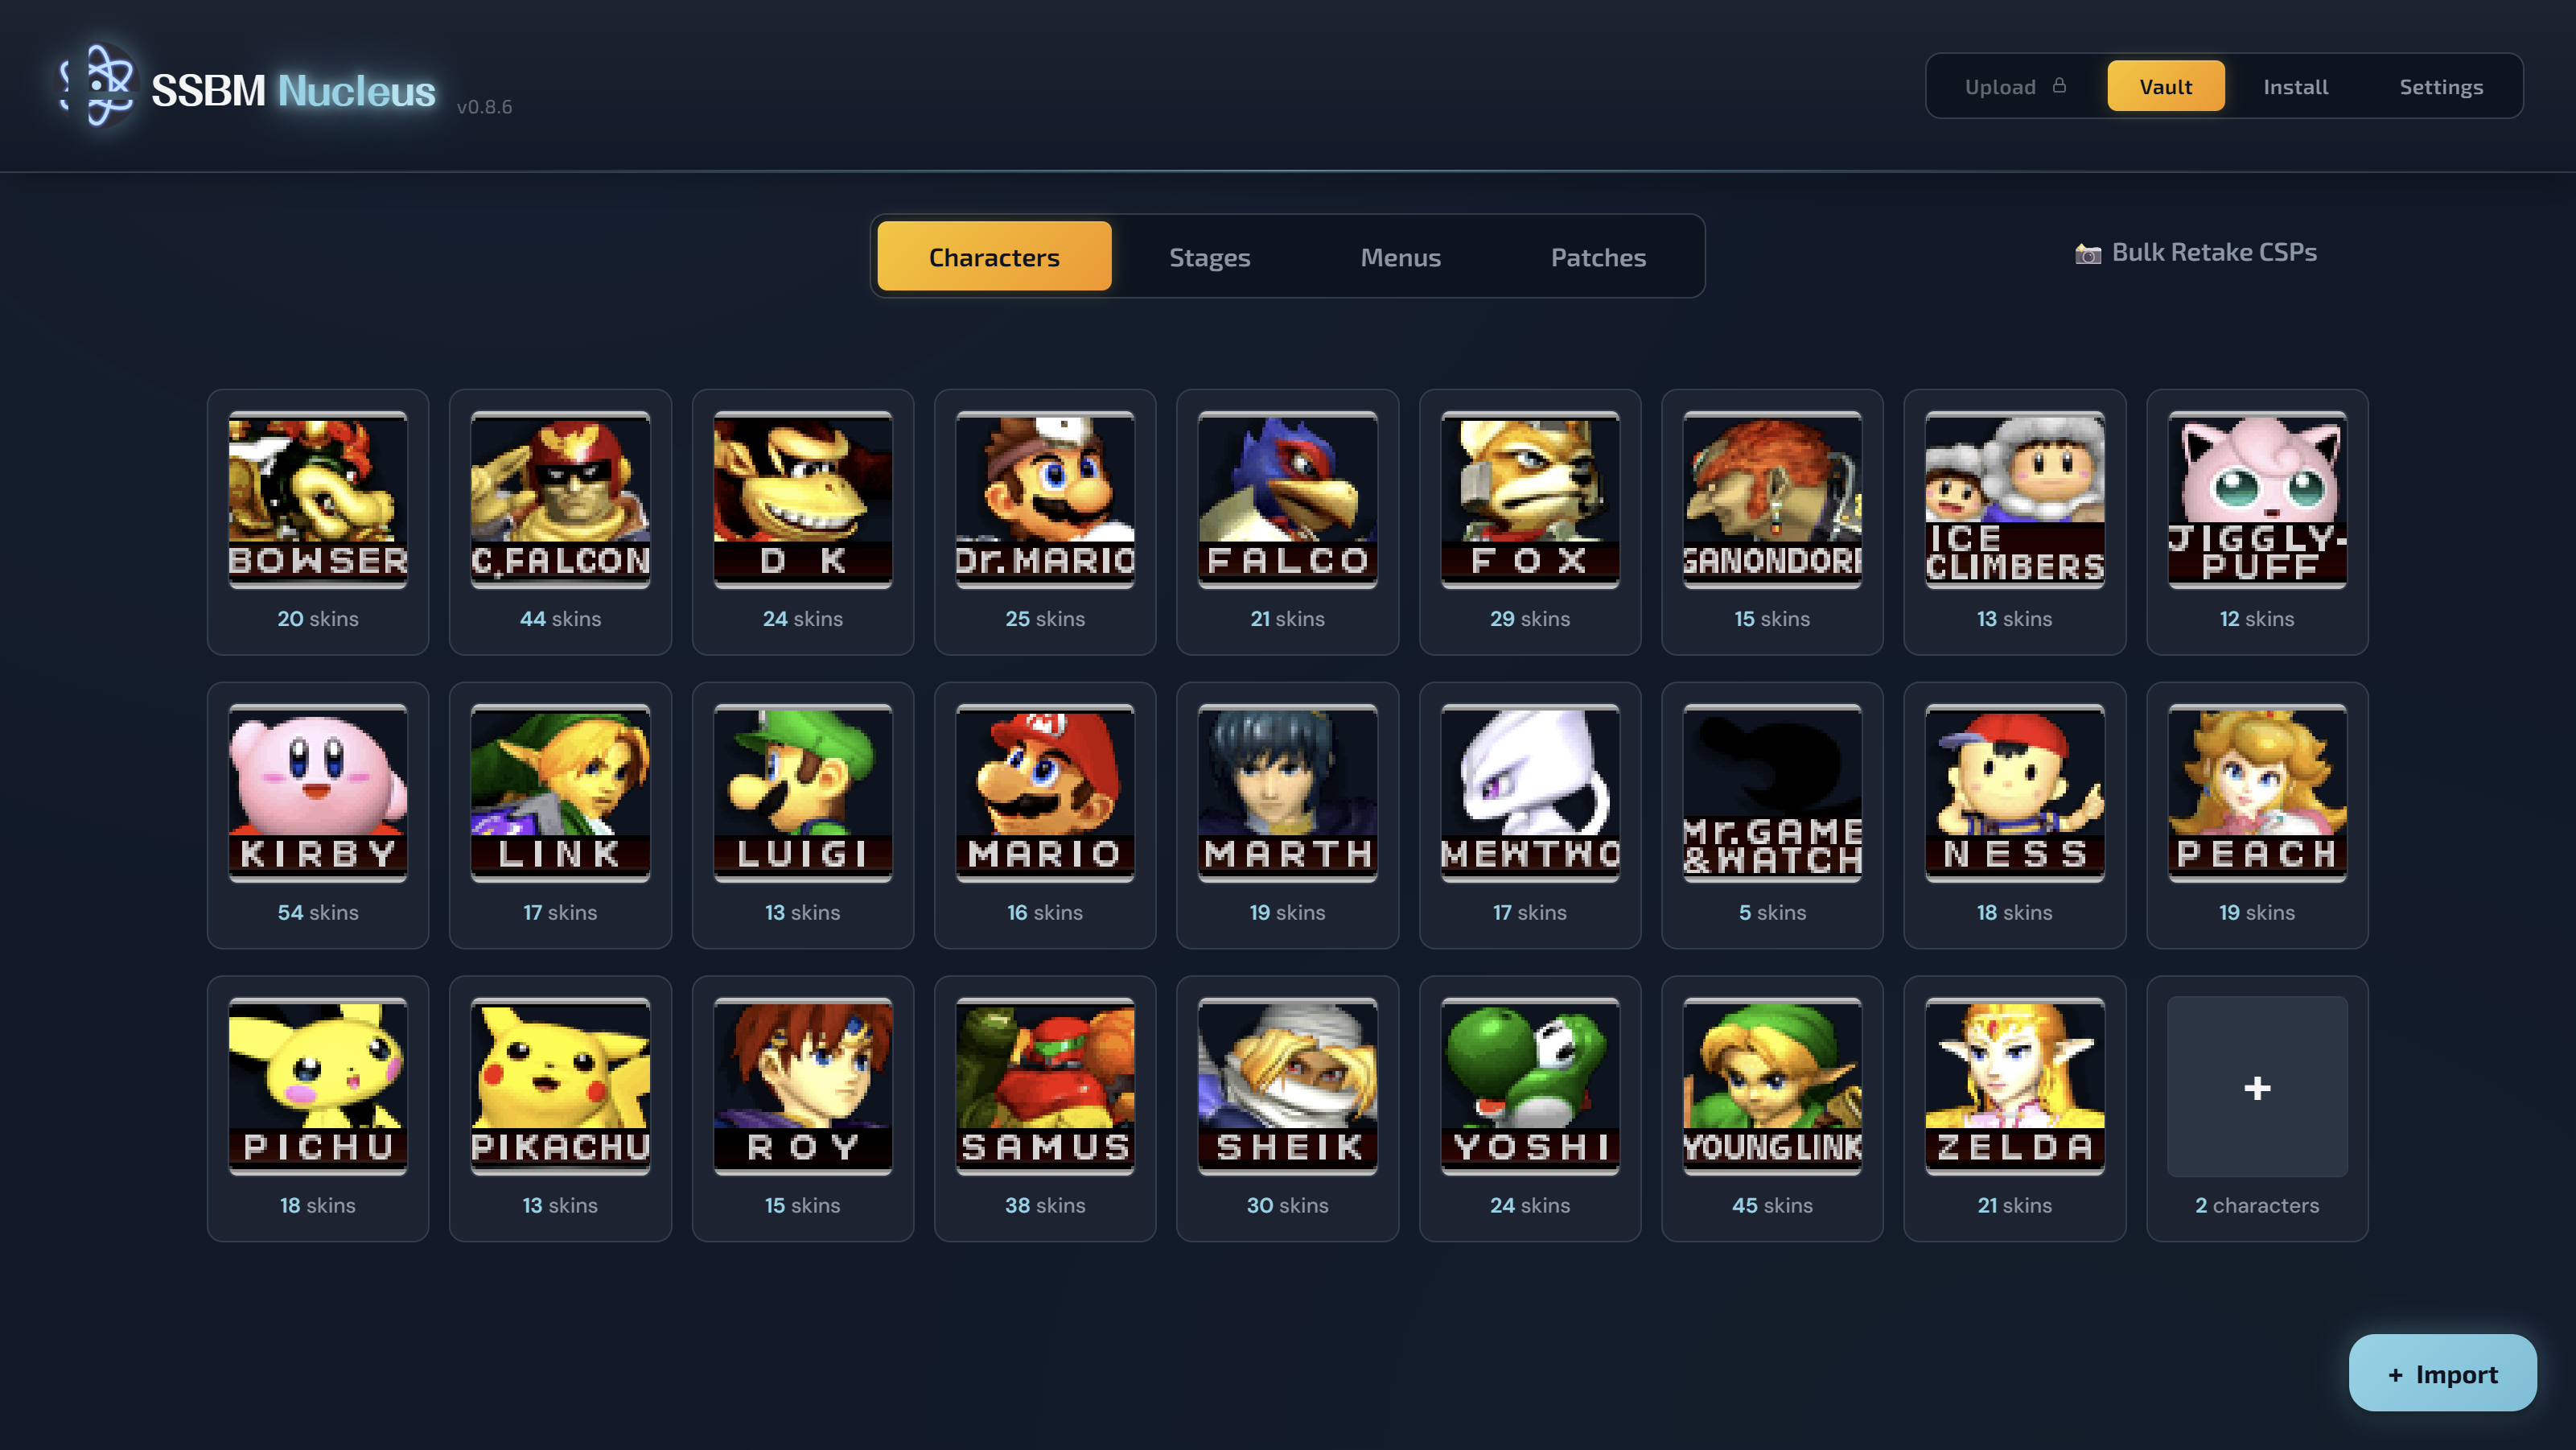 SSBM Nucleus v0.8.6
Upload Vault Install Settings
Characters Stages Menus Patches
Bulk Retake CSPs
BOWSER C.FALCON D K Dr.MARIO FALCO FOX GANONDORF ICE CLIMBERS JIGGLY-PUFF
20 skins 44 skins 24 skins 25 skins 21 skins 29 skins 15 skins 13 skins 12 skins
KIRBY LINK LUIGI MARIO MARTH MEWTWO Mr.GAME &WATCH NESS PEACH
54 skins 17 skins 13 skins 16 skins 19 skins 17 skins 5 skins 18 skins 19 skins
PICHU PIKACHU ROY SAMUS SHEIK YOSHI YOUNG LINK ZELDA +
18 skins 13 skins 15 skins 38 skins 30 skins 24 skins 45 skins 21 skins 2 characters
+ Import